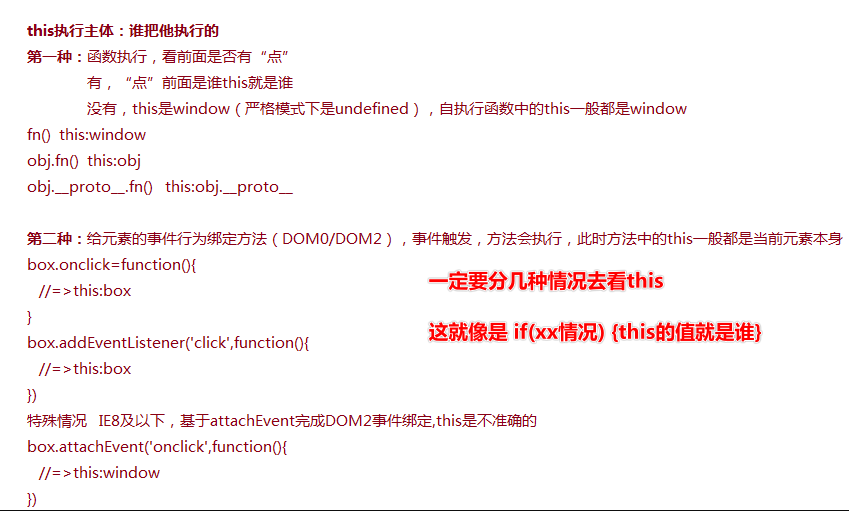 this执行主体：谁把他执行的
第一种：函数执行，看前面是否有“点”
有，“点”前面是谁this就是谁
没有，this是window（严格模式下是undefined），自执行函数中的this一般都是window
fn() this:window
obj.fn() this:obj
obj.__proto__.fn() this:obj.__proto__
第二种：给元素的事件行为绑定方法（DOM0/DOM2），事件触发，方法会执行，此时方法中的this一般都是当前元素本身
box.onclick=function(){
//=>this:box
}
box.addEventListener('click',function(){
//=>this:box
})
特殊情况 IE8及以下，基于attachEvent完成DOM2事件绑定,this是不准确的
box.attachEvent('onclick',function(){
//=>this:window
})
一定要分几种情况去看this
这就像是 if(xx情况) {this的值就是谁}